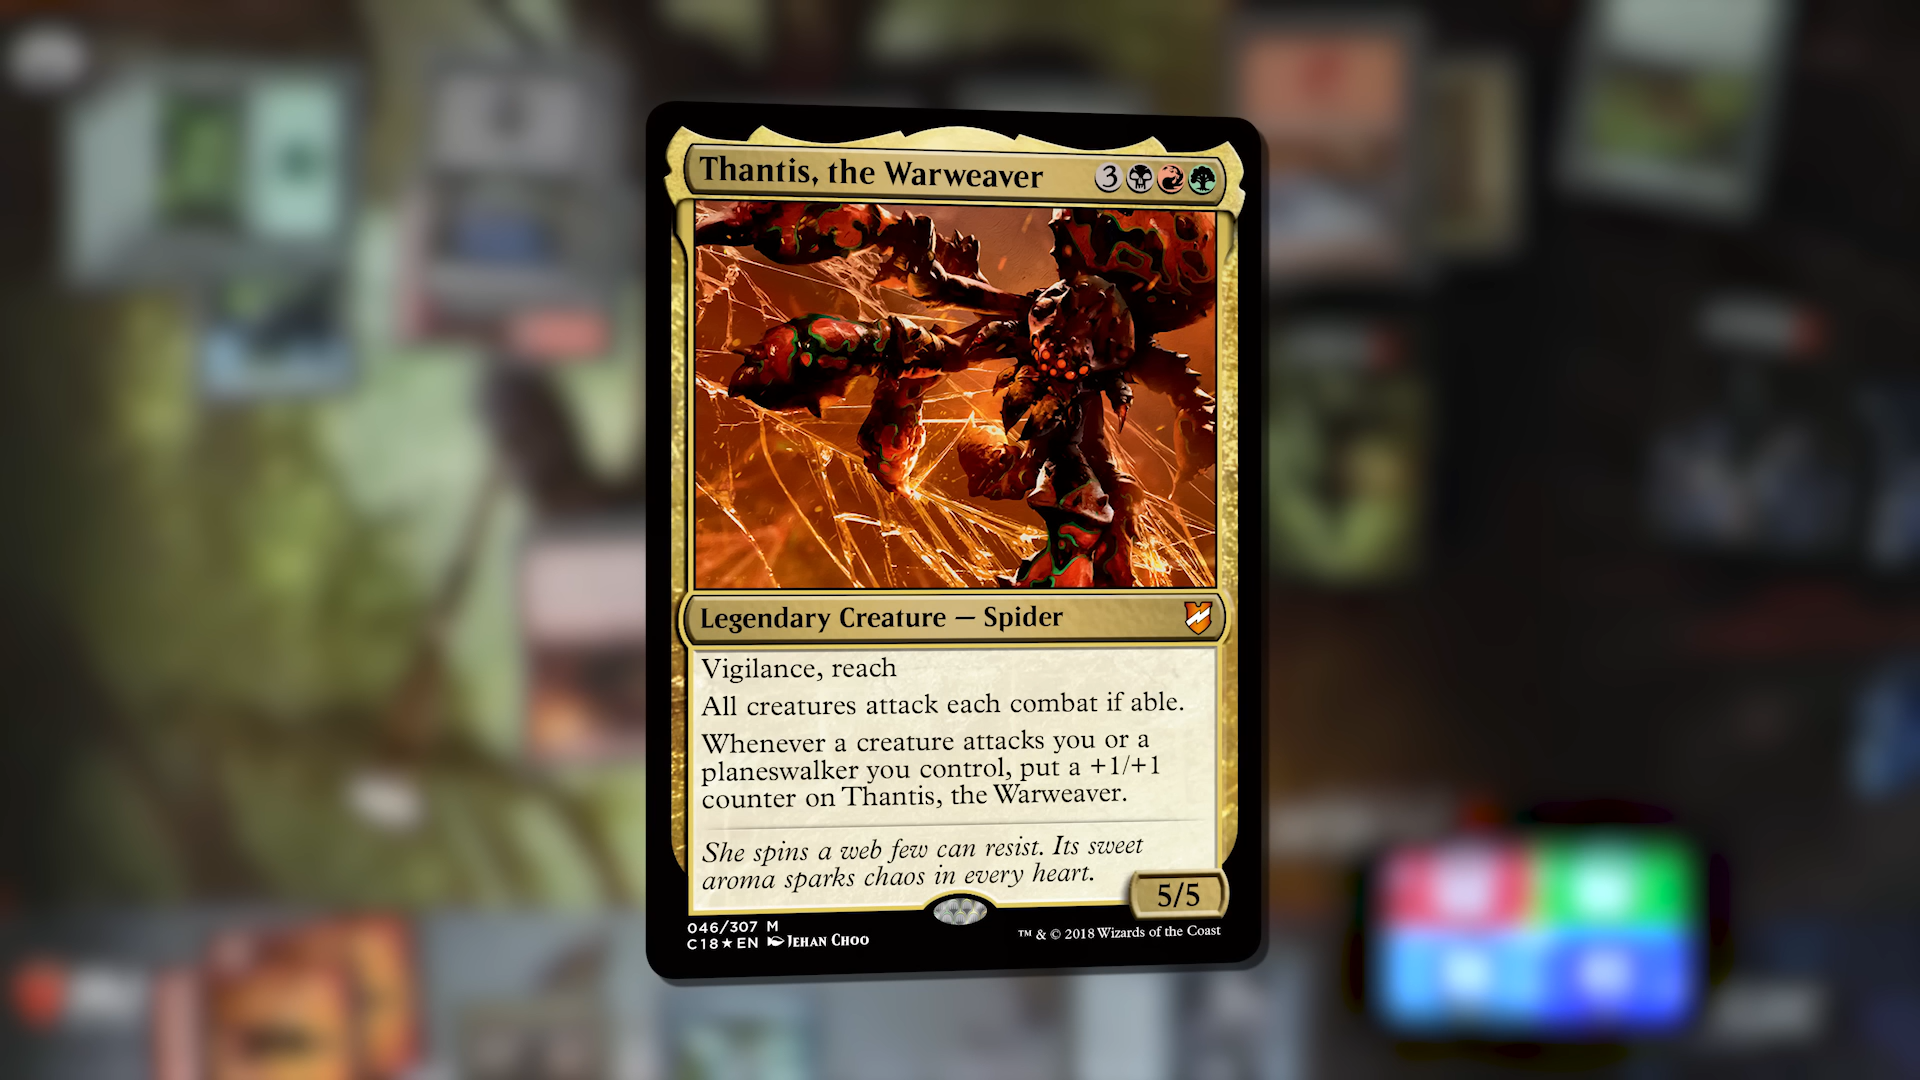 Thantis, the Warweaver 3
Legendary Creature — Spider
Vigilance, reach
All creatures attack each combat if able.
Whenever a creature attacks you or a
planeswalker you control, put a +1/+1
counter on Thantis, the Warweaver.
She spins a web few can resist. Its sweet
aroma sparks chaos in every heart.
5/5
046/307 M
C18★EN Jehan Choo
™ & © 2018 Wizards of the Coast